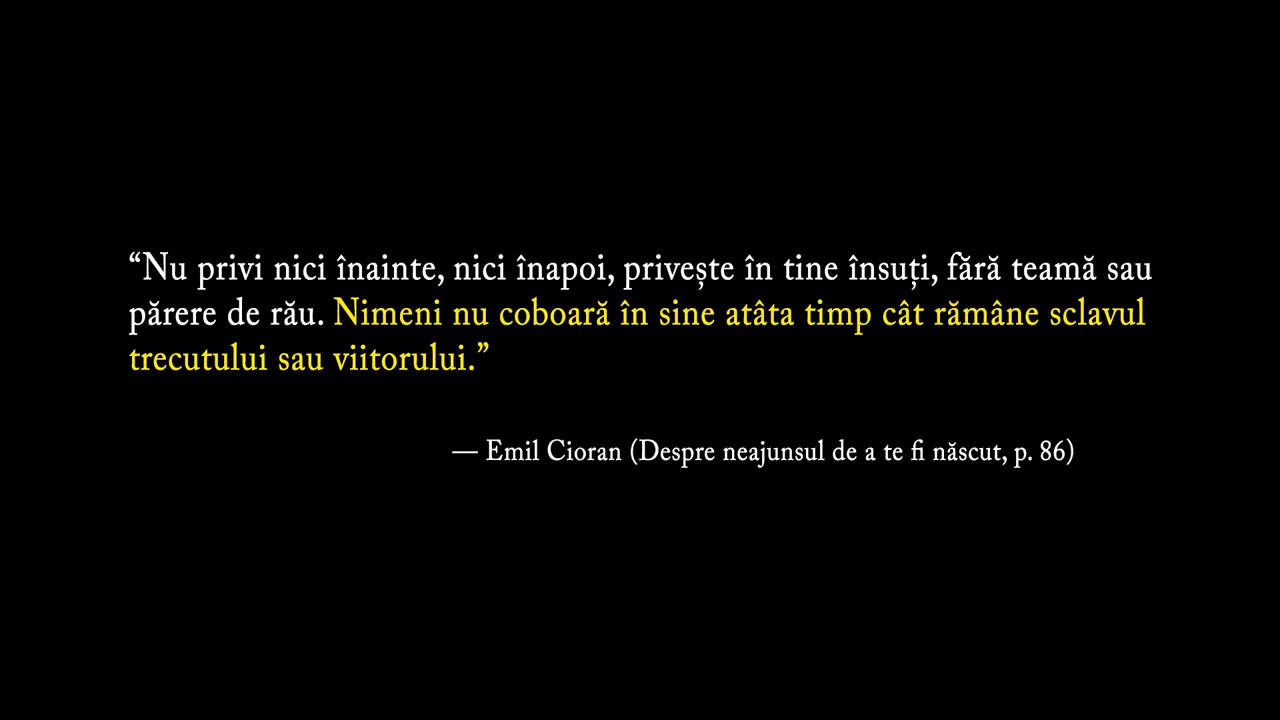 “Nu privi nici înainte, nici înapoi, privește în tine însuți, fără teamă sau
părere de rău. Nimeni nu coboară în sine atâta timp cât rămâne sclavul
trecutului sau viitorului.”
— Emil Cioran (Despre neajunsul de a te fi născut, p. 86)